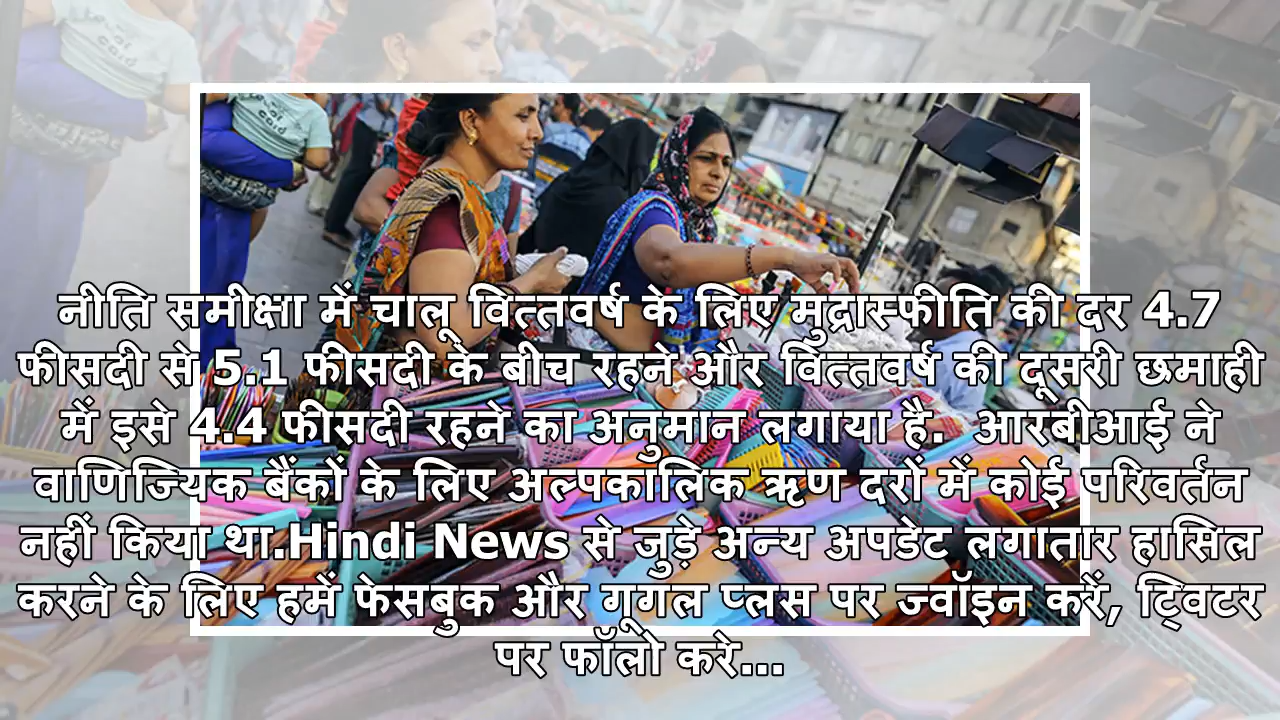 नीति समीक्षा में चालू वित्तवर्ष के लिए मुद्रास्फीति की दर 4.7
फीसदी से 5.1 फीसदी के बीच रहने और वित्तवर्ष की दूसरी छमाही
में इसे 4.4 फीसदी रहने का अनुमान लगाया है. आरबीआई ने
वाणिज्यिक बैंकों के लिए अल्पकालिक ऋण दरों में कोई परिवर्तन
नहीं किया था.Hindi News से जुड़े अन्य अपडेट लगातार हासिल
करने के लिए हमें फेसबुक और गूगल प्लस पर ज्वॉइन करें, ट्विटर
पर फॉलो करे...